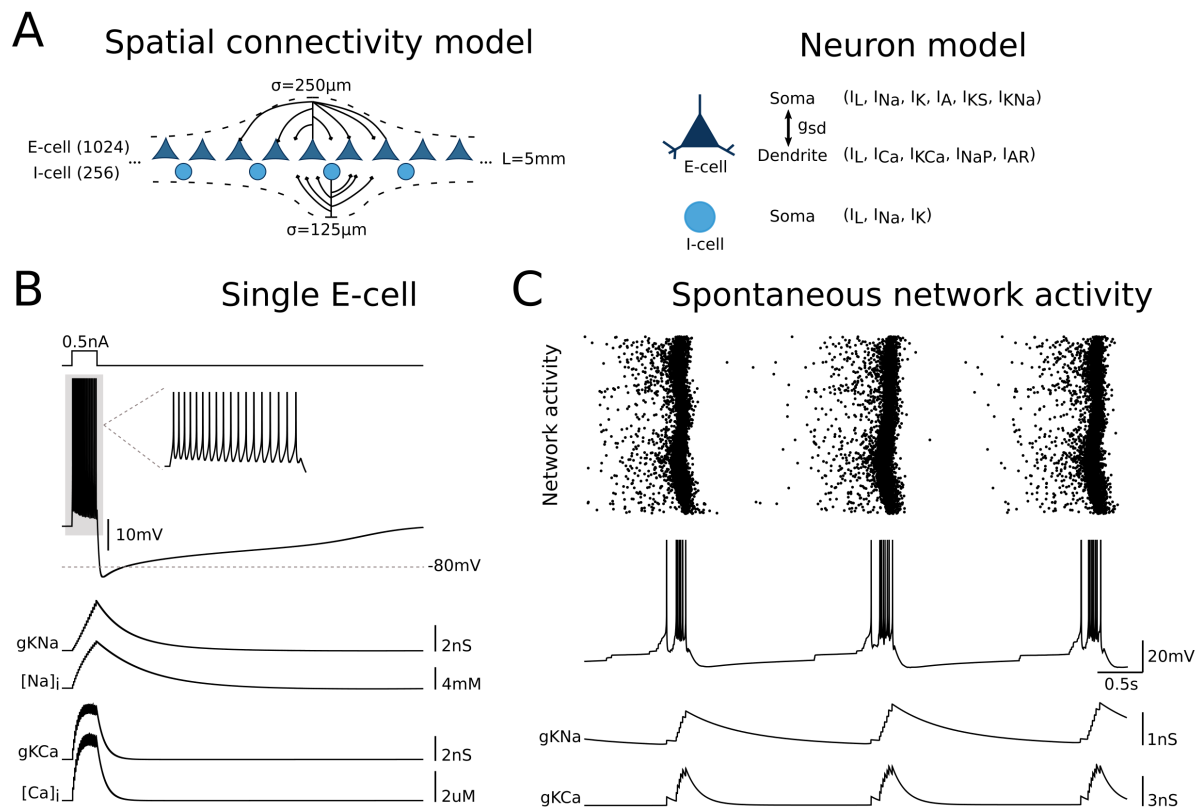 A
Spatial connectivity model
Neuron model
σ=250μm
E-cell (1024)
...
... L=5mm
I-cell (256)
σ=125μm
Soma (IL, INa, IK, IA, IKS, IKNa)
gsd
Dendrite (IL, ICa, IKCa, INaP, IAR)
E-cell
Soma (IL, INa, IK)
I-cell
B
Single E-cell
0.5nA
10mV
-80mV
gKNa
2nS
[Na]i
4mM
gKCa
2nS
[Ca]i
2uM
C
Spontaneous network activity
Network activity
20mV
0.5s
gKNa
1nS
gKCa
3nS